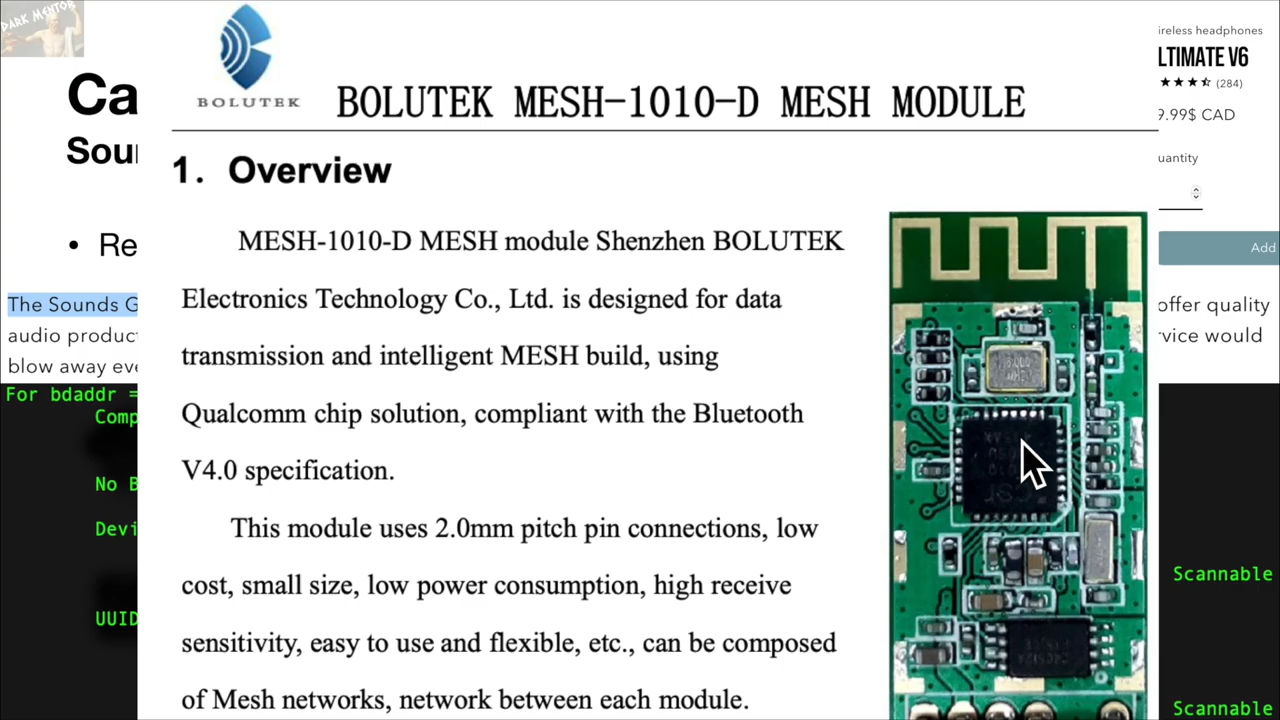 DARK MENTOR
Ca
Sour
• Re
The Sounds G
audio product
blow away eve
For bdaddr =
Comp
No B
Devi
UUID
BOLUTEK
BOLUTEK MESH-1010-D MESH MODULE
1. Overview
MESH-1010-D MESH module Shenzhen BOLUTEK
Electronics Technology Co., Ltd. is designed for data
transmission and intelligent MESH build, using
Qualcomm chip solution, compliant with the Bluetooth
V4.0 specification.
This module uses 2.0mm pitch pin connections, low
cost, small size, low power consumption, high receive
sensitivity, easy to use and flexible, etc., can be composed
of Mesh networks, network between each module.
csr
ireless headphones
LTIMATE V6
(284)
9.99$ CAD
uantity
Add
offer quality
rvice would
Scannable
Scannable